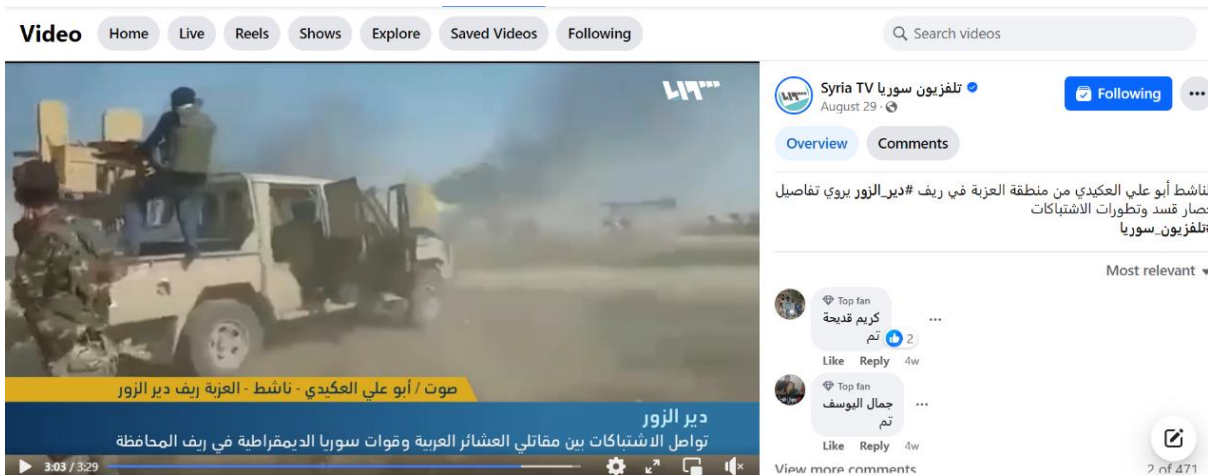 Video
Home
Live
Reels
Shows
Explore
Saved Videos
Following
Search videos
سوريا
صوت / أبو علي العكيدي - ناشط - العزبة ريف دير الزور
دير الزور
تواصل الاشتباكات بين مقاتلي العشائر العربية وقوات سوريا الديمقراطية في ريف المحافظة
3:03 / 3:29
Syria TV تلفزيون سوريا
August 29 ·
Following
Overview
Comments
أبو علي العكيدي من منطقة العزبة في ريف #دير_الزور يروي تفاصيل
قسد وتطورات الاشتباكات
تلفزيون_سوريا
Most relevant
Top fan
كريم قديحة
تم
2
Like Reply 4w
Top fan
جمال اليوسف
تم
Like Reply 4w
View more comments
2 of 471